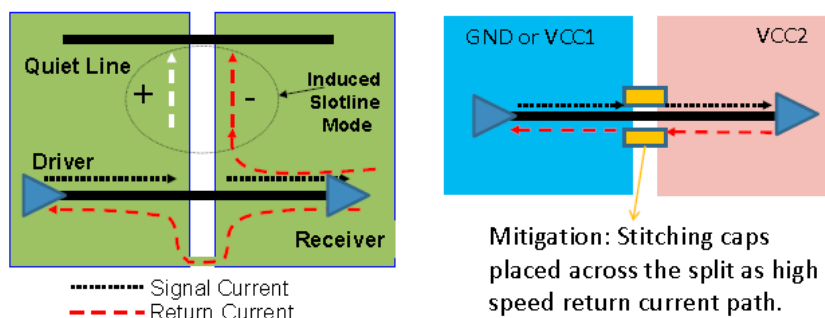 Quiet Line
+
-
Induced
Slotline
Mode
Driver
Receiver
Signal Current
Return Current
GND or VCC1
VCC2
Mitigation: Stitching caps
placed across the split as high
speed return current path.